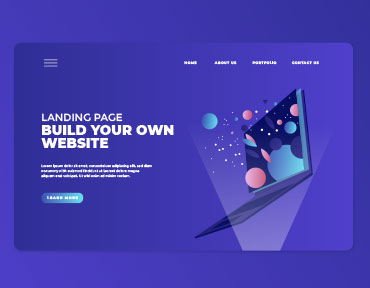 HOME ABOUT US PORTFOLIO CONTACT US
LANDING PAGE
BUILD YOUR OWN
WEBSITE
Lorem ipsum dolor sit amet, consectetuer adipiscing elit, sed diam
nonummy nibh euismod tincidunt ut laoreet dolore magna
aliquam erat volutpat. Ut wisi enim ad minim veniam.
LEARN MORE